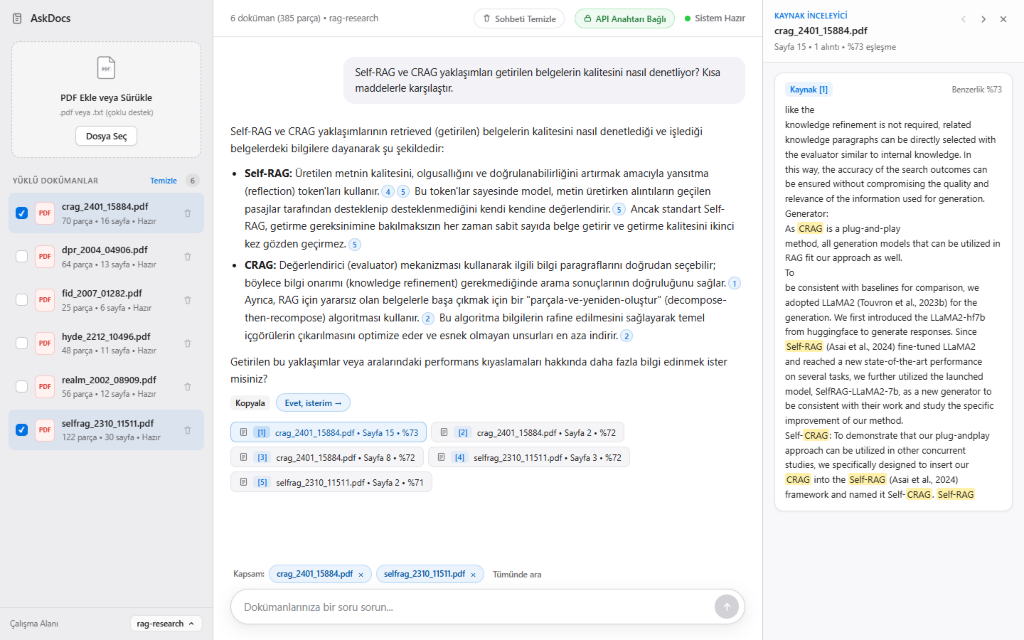 AskDocs
PDF
PDF Ekle veya Sürükle
.pdf veya .txt (çoklu destek)
Dosya Seç
YÜKLÜ DOKÜMANLAR Temizle 6
PDF crag_2401_15884.pdf
70 parça • 16 sayfa • Hazır
PDF dpr_2004_04906.pdf
64 parça • 13 sayfa • Hazır
PDF fid_2007_01282.pdf
25 parça • 6 sayfa • Hazır
PDF hyde_2212_10496.pdf
48 parça • 11 sayfa • Hazır
PDF realm_2002_08909.pdf
56 parça • 12 sayfa • Hazır
PDF selfrag_2310_11511.pdf
122 parça • 30 sayfa • Hazır
Çalışma Alanı rag-research
6 doküman (385 parça) • rag-research
Sohbeti Temizle
API Anahtarı Bağlı
Sistem Hazır
Self-RAG ve CRAG yaklaşımları getirilen belgelerin kalitesini nasıl denetliyor? Kısa
maddelerle karşılaştır.
Self-RAG ve CRAG yaklaşımlarının retrieved (getirilen) belgelerin kalitesini nasıl denetlediği ve işlediği
belgelerdeki bilgilere dayanarak şu şekildedir:
• Self-RAG: Üretilen metnin kalitesini, olgusallığını ve doğrulanabilirliğini artırmak amacıyla yansıtma
(reflection) token'ları kullanır. 4 5 Bu token'lar sayesinde model, metin üretirken alıntıların geçilen
pasajlar tarafından desteklenip desteklenmediğini kendi kendine değerlendirir. 5 Ancak standart Self-
RAG, getirme gereksinimine bakılmaksızın her zaman sabit sayıda belge getirir ve getirme kalitesini ikinci
kez gözden geçirmez. 5
• CRAG: Değerlendirici (evaluator) mekanizması kullanarak ilgili bilgi paragraflarını doğrudan seçebilir;
böylece bilgi onarımı (knowledge refinement) gerekmediğinde arama sonuçlarının doğruluğunu sağlar. 1
Ayrıca, RAG için yararsız olan belgelerle başa çıkmak için bir "parçala-ve-yeniden-oluştur" (decompose-
then-recompose) algoritması kullanır. 2 Bu algoritma bilgilerin rafine edilmesini sağlayarak temel
içgörülerin çıkarılmasını optimize eder ve esnek olmayan unsurları en aza indirir. 2
Getirilen bu yaklaşımlar veya aralarındaki performans kıyaslamaları hakkında daha fazla bilgi edinmek ister
misiniz?
Kopyala Evet, isterim →
[1] crag_2401_15884.pdf • Sayfa 15 • %73
[2] crag_2401_15884.pdf • Sayfa 2 • %72
[3] crag_2401_15884.pdf • Sayfa 8 • %72
[4] selfrag_2310_11511.pdf • Sayfa 3 • %72
[5] selfrag_2310_11511.pdf • Sayfa 2 • %71
Kapsam: crag_2401_15884.pdf × selfrag_2310_11511.pdf × Tümünde ara
Dokümanlarınıza bir soru sorun...
KAYNAK İNCELEYİCİ
crag_2401_15884.pdf
Sayfa 15 • 1 alıntı • %73 eşleşme
Kaynak [1] Benzerlik %73
like the
knowledge refinement is not required, related
knowledge paragraphs can be directly selected with
the evaluator similar to internal knowledge. In
this way, the accuracy of the search outcomes can
be ensured without compromising the quality and
relevance of the information used for generation.
Generator:
As CRAG is a plug-and-play
method, all generation models that can be utilized in
RAG fit our approach as well.
To
be consistent with baselines for comparison, we
adopted LLaMA2 (Touvron et al., 2023b) for the
generation. We first introduced the LLaMA2-hf7b
from huggingface to generate responses. Since
Self-RAG (Asai et al., 2024) fine-tuned LLaMA2
and reached a new state-of-the-art performance
on several tasks, we further utilized the launched
model, SelfRAG-LLaMA2-7b, as a new generator to
be consistent with their work and study the specific
improvement of our method.
Self-CRAG: To demonstrate that our plug-andplay
approach can be utilized in other concurrent
studies, we specifically designed to insert our
CRAG into the Self-RAG (Asai et al., 2024)
framework and named it Self-CRAG. Self-RAG